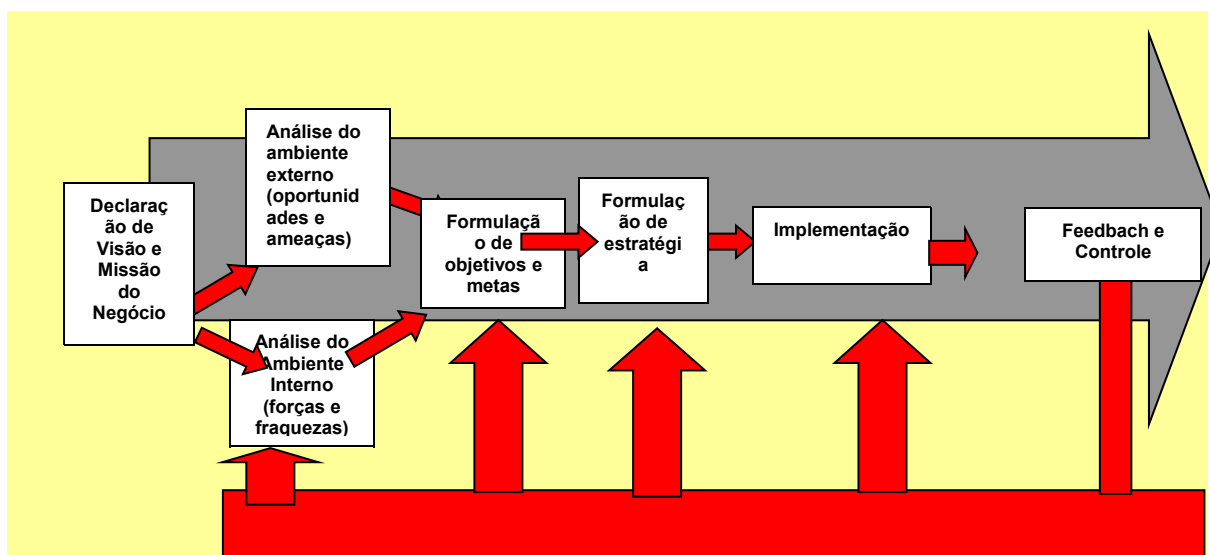 Declaraç
ão de
Visão e
Missão
do
Negócio
Análise do
ambiente
externo
(oportunid
ades e
ameaças)
Análise do
Ambiente
Interno
(forças e
fraquezas)
Formulaçã
o de
objetivos e
metas
Formulaç
ão de
estratégi
a
Implementação
Feedbach e
Controle